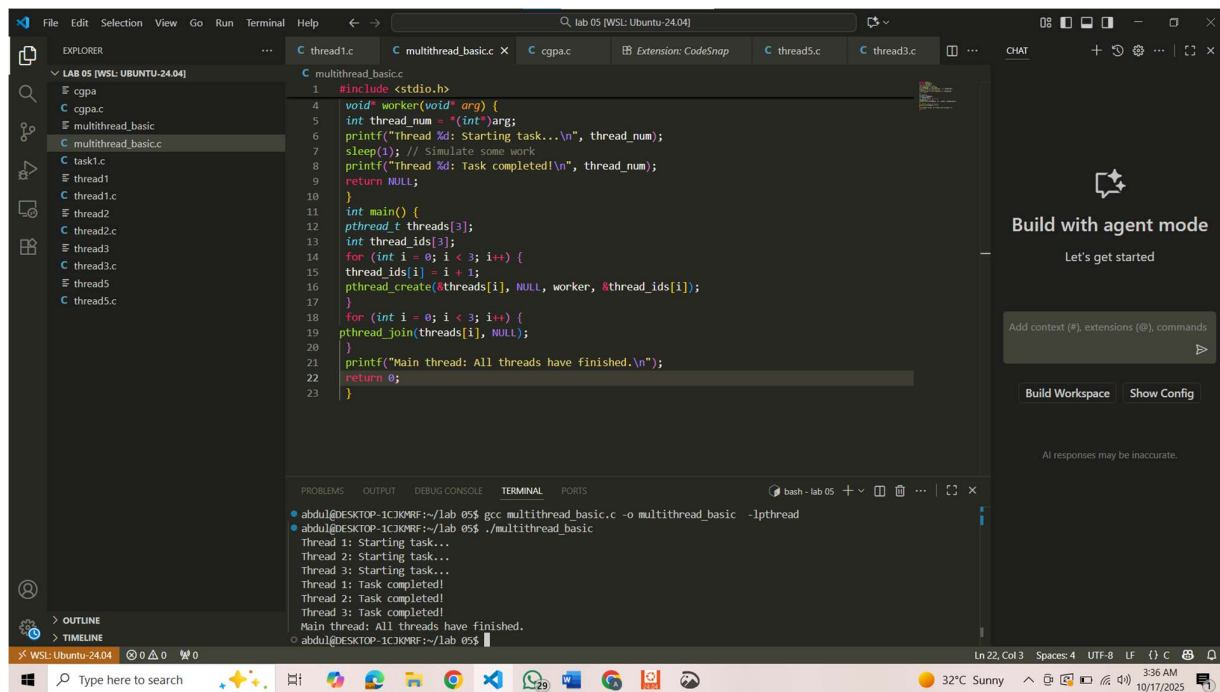 File Edit Selection View Go Run Terminal Help
lab 05 [WSL: Ubuntu-24.04]
EXPLORER
LAB 05 [WSL: UBUNTU-24.04]
cgpa
C cgpa.c
multithread_basic
C multithread_basic.c
C task1.c
thread1
C thread1.c
thread2
C thread2.c
thread3
C thread3.c
thread5
C thread5.c
OUTLINE
TIMELINE
C thread1.c C multithread_basic.c C cgpa.c Extension: CodeSnap C thread5.c C thread3.c
C multithread_basic.c
1 #include <stdio.h>
4 void* worker(void* arg) {
5 int thread_num = *(int*)arg;
6 printf("Thread %d: Starting task...\n", thread_num);
7 sleep(1); // Simulate some work
8 printf("Thread %d: Task completed!\n", thread_num);
9 return NULL;
10 }
11 int main() {
12 pthread_t threads[3];
13 int thread_ids[3];
14 for (int i = 0; i < 3; i++) {
15 thread_ids[i] = i + 1;
16 pthread_create(&threads[i], NULL, worker, &thread_ids[i]);
17 }
18 for (int i = 0; i < 3; i++) {
19 pthread_join(threads[i], NULL);
20 }
21 printf("Main thread: All threads have finished.\n");
22 return 0;
23 }
PROBLEMS OUTPUT DEBUG CONSOLE TERMINAL PORTS
bash - lab 05
abdul@DESKTOP-1CJKMRF:~/lab 05$ gcc multithread_basic.c -o multithread_basic -lpthread
abdul@DESKTOP-1CJKMRF:~/lab 05$ ./multithread_basic
Thread 1: Starting task...
Thread 2: Starting task...
Thread 3: Starting task...
Thread 1: Task completed!
Thread 2: Task completed!
Thread 3: Task completed!
Main thread: All threads have finished.
abdul@DESKTOP-1CJKMRF:~/lab 05$
CHAT
Build with agent mode
Let's get started
Add context (#), extensions (@), commands
Build Workspace Show Config
AI responses may be inaccurate.
WSL: Ubuntu-24.04 0 0 0
Ln 22, Col 3 Spaces: 4 UTF-8 LF {} C
Type here to search
29
32°C Sunny
3:36 AM
10/17/2025
1